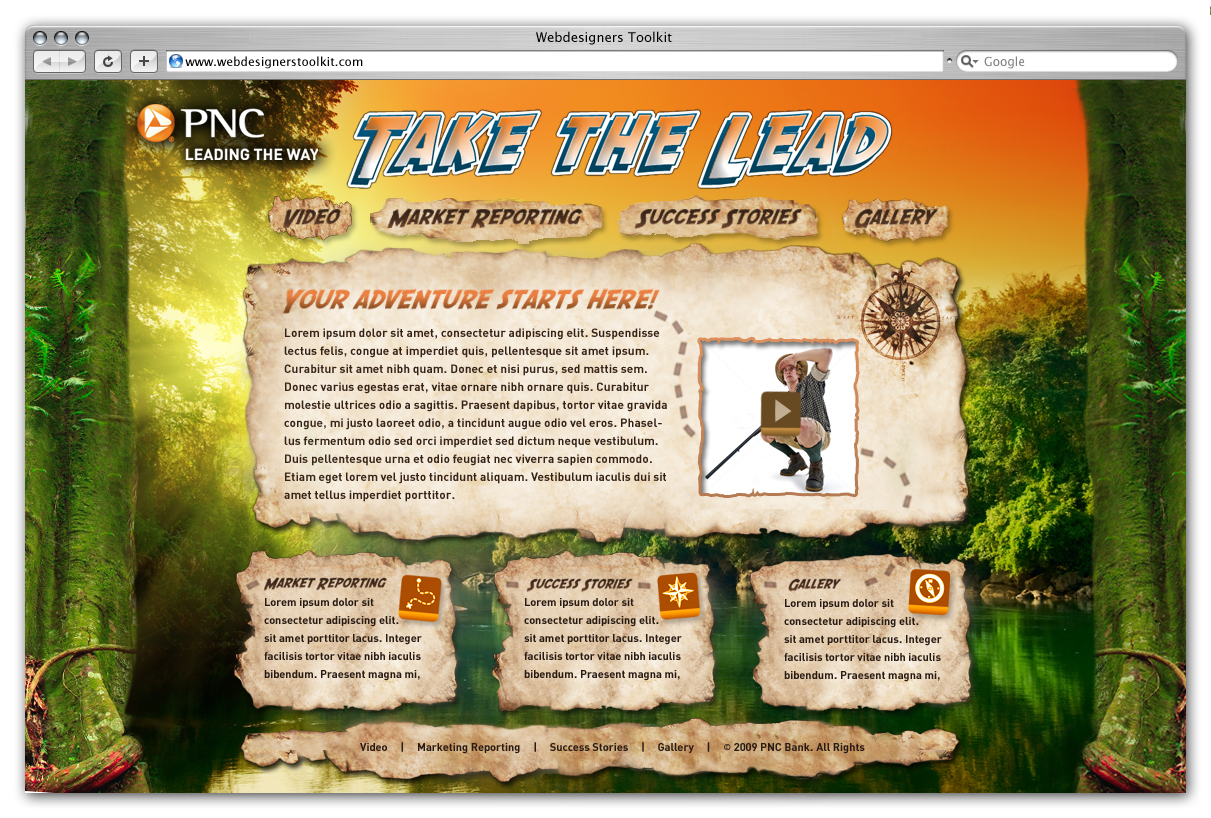 Webdesigners Toolkit
www.webdesignerstoolkit.com
Google
PNC
LEADING THE WAY
TAKE THE LEAD
VIDEO
MARKET REPORTING
SUCCESS STORIES
GALLERY
YOUR ADVENTURE STARTS HERE!
Lorem ipsum dolor sit amet, consectetur adipiscing elit. Suspendisse
lectus felis, congue at imperdiet quis, pellentesque sit amet ipsum.
Curabitur sit amet nibh quam. Donec et nisi purus, sed mattis sem.
Donec varius egestas erat, vitae ornare nibh ornare quis. Curabitur
molestie ultrices odio a sagittis. Praesent dapibus, tortor vitae gravida
congue, mi justo laoreet odio, a tincidunt augue odio vel eros. Phasel-
lus fermentum odio sed orci imperdiet sed dictum neque vestibulum.
Duis pellentesque urna et odio feugiat nec viverra sapien commodo.
Etiam eget lorem vel justo tincidunt aliquam. Vestibulum iaculis dui sit
amet tellus imperdiet porttitor.
MARKET REPORTING
Lorem ipsum dolor sit
consectetur adipiscing elit.
sit amet porttitor lacus. Integer
facilisis tortor vitae nibh iaculis
bibendum. Praesent magna mi,
SUCCESS STORIES
Lorem ipsum dolor sit
consectetur adipiscing elit.
sit amet porttitor lacus. Integer
facilisis tortor vitae nibh iaculis
bibendum. Praesent magna mi,
GALLERY
Lorem ipsum dolor sit
consectetur adipiscing elit.
sit amet porttitor lacus. Integer
facilisis tortor vitae nibh iaculis
bibendum. Praesent magna mi,
Video | Marketing Reporting | Success Stories | Gallery | © 2009 PNC Bank. All Rights